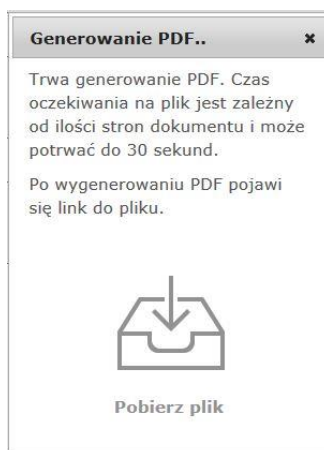 Generowanie PDF..
Trwa generowanie PDF. Czas
oczekiwania na plik jest zależny
od ilości stron dokumentu i może
potrwać do 30 sekund.
Po wygenerowaniu PDF pojawi
się link do pliku.
Pobierz plik